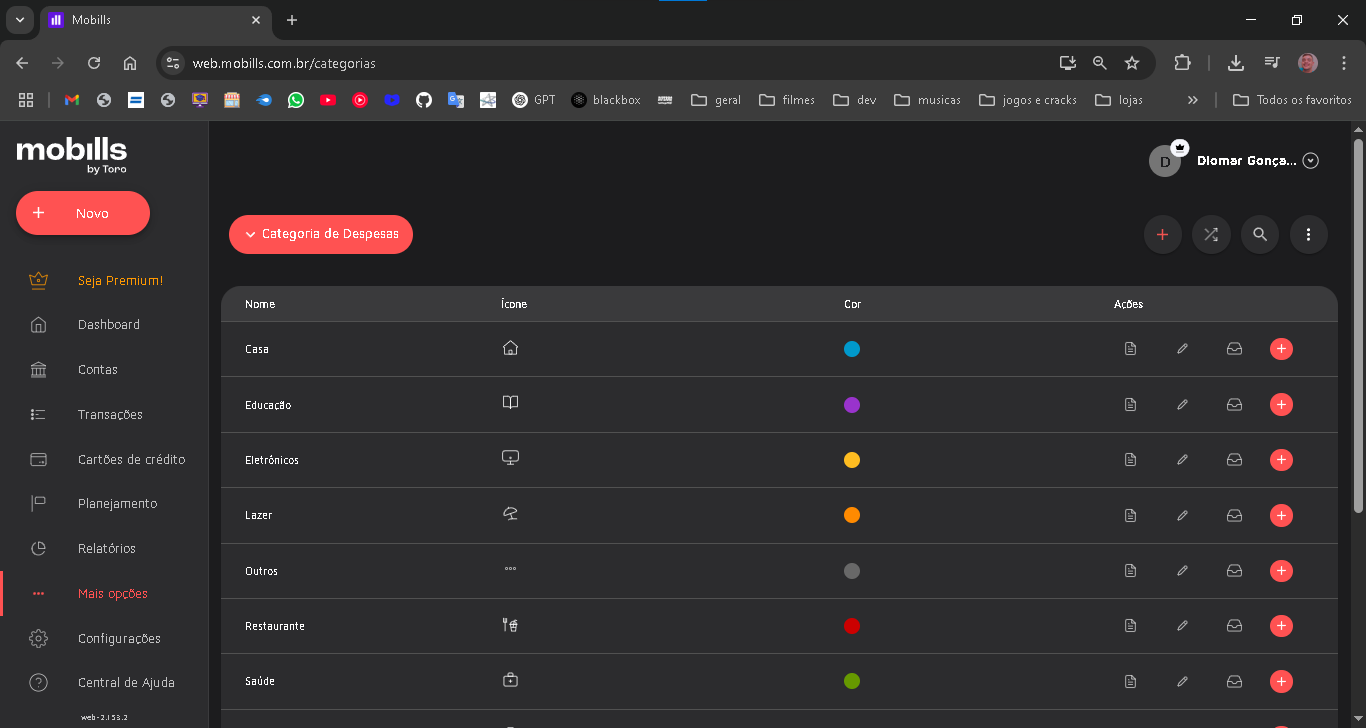 Mobills
web.mobills.com.br/categorias
GPT
blackbox
geral
filmes
dev
musicas
jogos e cracks
lojas
Todos os favoritos
mobills
by Toro
D
Diomar Gonça...
Novo
Categoria de Despesas
Seja Premium!
Dashboard
Contas
Transações
Cartões de crédito
Planejamento
Relatórios
Mais opções
Configurações
Central de Ajuda
web - 2.153.2
Nome Ícone Cor Ações
Casa
Educação
Eletrônicos
Lazer
Outros
Restaurante
Saúde